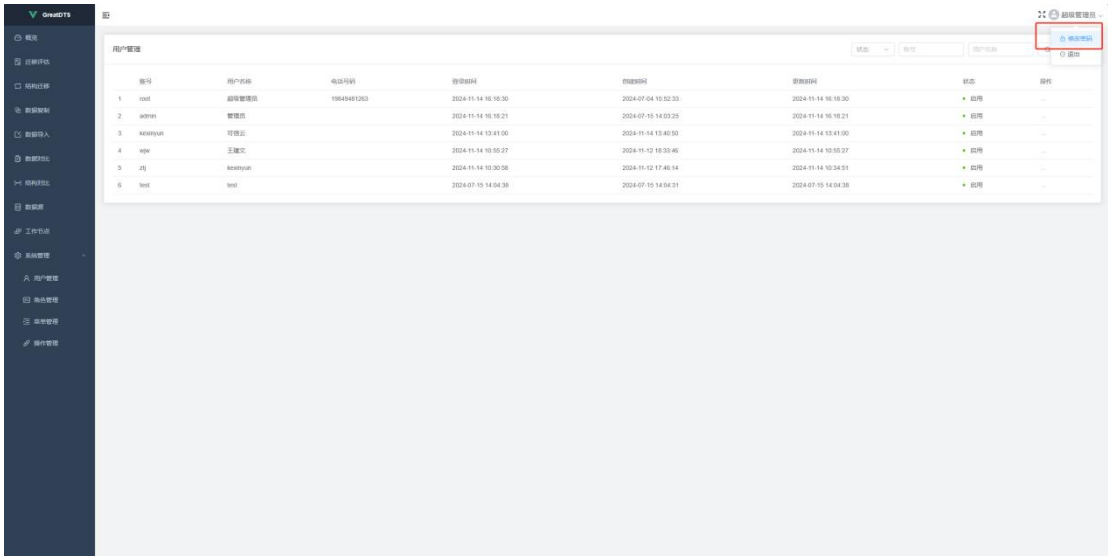 GreatDTS
超级管理员
概览
迁移评估
结构迁移
数据复制
数据导入
数据对比
结构对比
数据源
工作节点
系统管理
用户管理
角色管理
菜单管理
操作管理
修改密码
退出
用户管理
状态 账号 用户名称
账号 用户名称 电话号码 登录时间 创建时间 更新时间 状态 操作
1 root 超级管理员 19849481263 2024-11-14 16:18:30 2024-07-04 15:52:33 2024-11-14 16:18:30 启用 ...
2 admin 管理员 2024-11-14 16:18:21 2024-07-15 14:03:25 2024-11-14 16:18:21 启用 ...
3 kexinyun 可信云 2024-11-14 13:41:00 2024-11-14 13:40:50 2024-11-14 13:41:00 启用 ...
4 wjw 王建文 2024-11-14 10:55:27 2024-11-12 18:33:46 2024-11-14 10:55:27 启用 ...
5 ztj kexinyun 2024-11-14 10:30:58 2024-11-12 17:46:14 2024-11-14 10:34:51 启用 ...
6 test test 2024-07-15 14:04:38 2024-07-15 14:04:31 2024-07-15 14:04:38 启用 ...